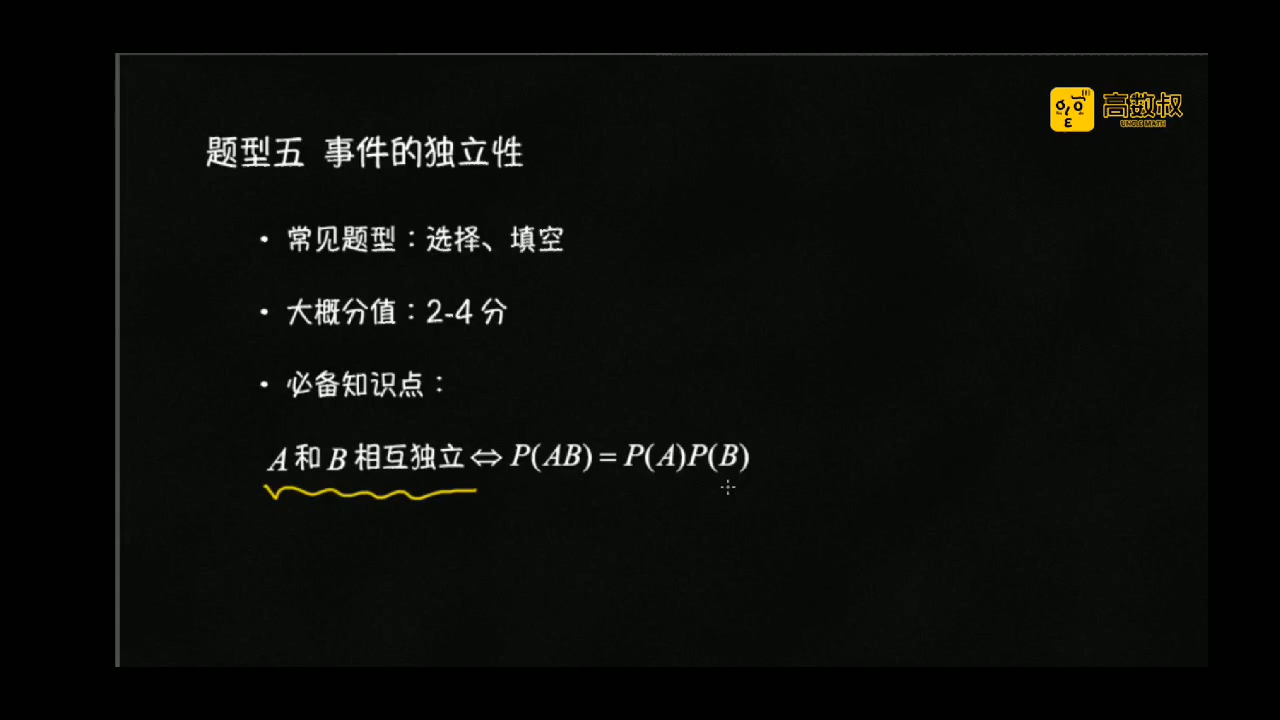 高数叔
UNCLE MATH
题型五 事件的独立性
• 常见题型：选择、填空
• 大概分值：2-4 分
• 必备知识点：
A 和 B 相互独立 ⇔ P(AB) = P(A)P(B)